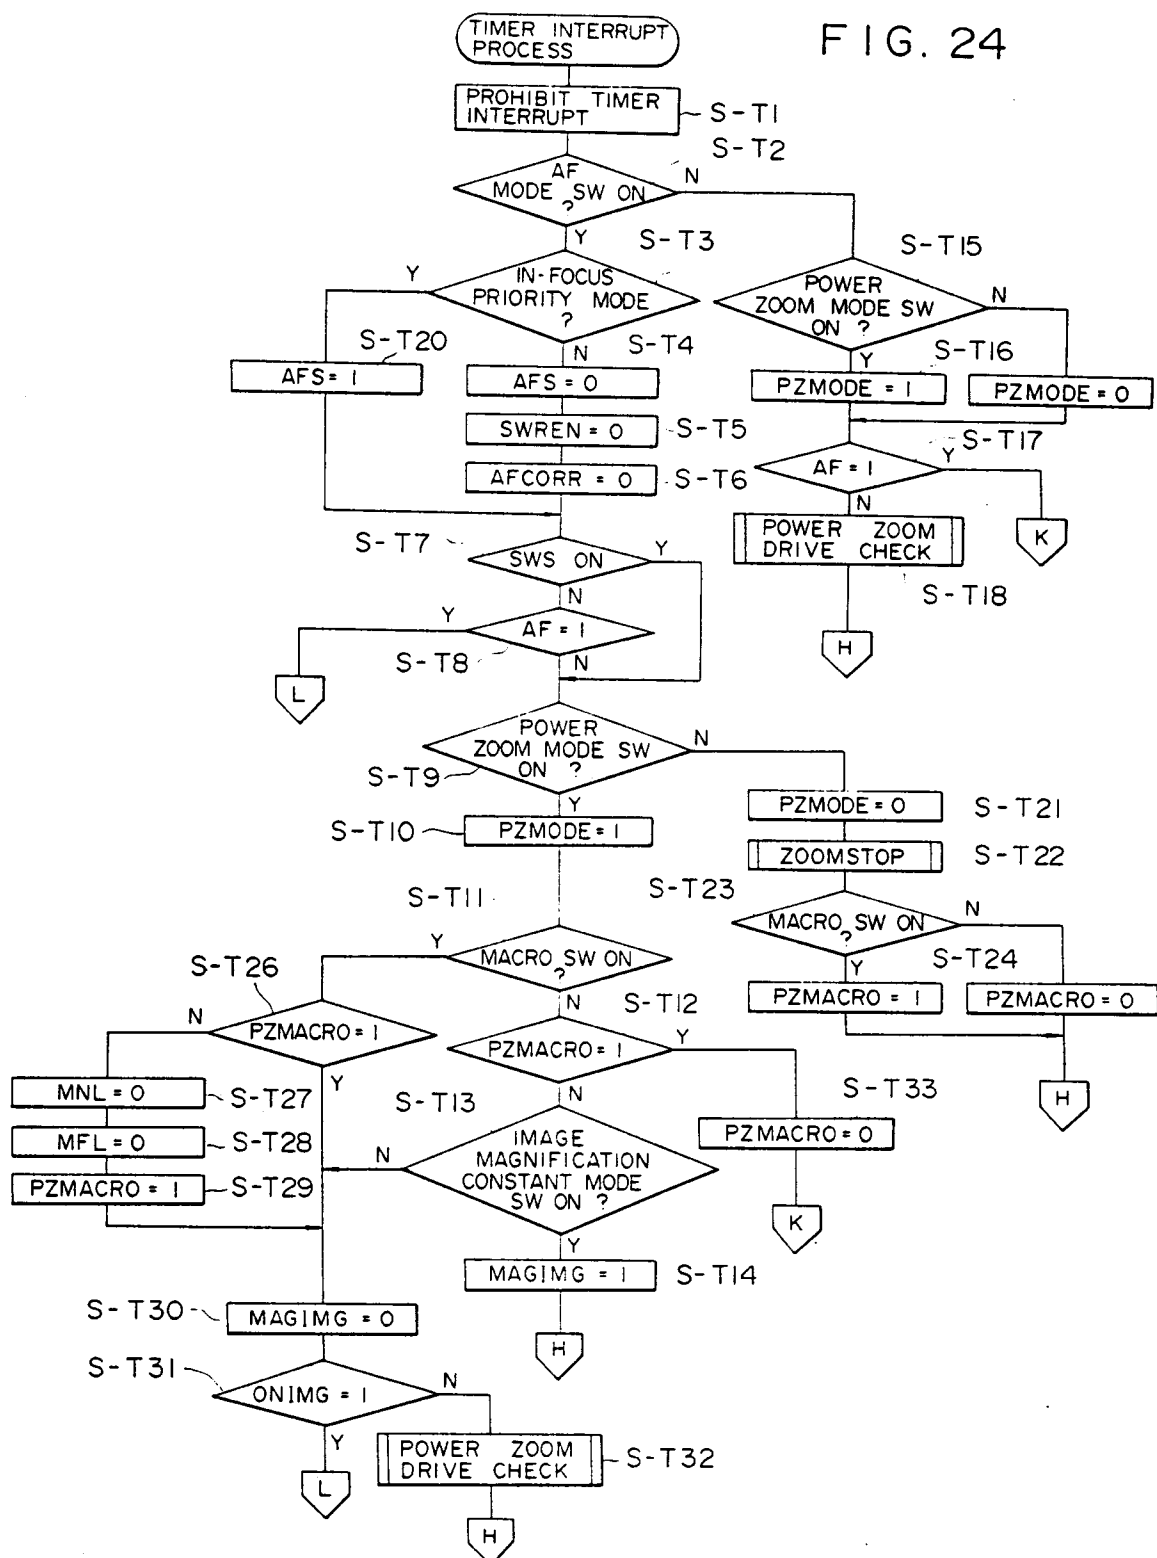 FIG. 24
TIMER INTERRUPT
PROCESS
PROHIBIT TIMER
INTERRUPT
S-T1
S-T2
AF
MODE SW ON
?
N
Y
S-T3
S-T15
Y
IN-FOCUS
PRIORITY MODE
?
N
POWER
ZOOM MODE SW
ON ?
N
Y
S-T20
S-T4
S-T16
AFS = 1
AFS = 0
PZMODE = 1
PZMODE = 0
SWREN = 0
S-T5
S-T17
AFCORR = 0
S-T6
AF = 1
Y
N
K
S-T7
SWS ON
Y
N
POWER ZOOM
DRIVE CHECK
S-T18
H
Y
AF = 1
S-T8
N
L
POWER
ZOOM MODE SW
ON ?
N
S-T9
Y
S-T10
PZMODE = 1
PZMODE = 0
S-T21
ZOOMSTOP
S-T22
S-T11
S-T23
MACRO SW ON
?
N
Y
S-T24
PZMACRO = 1
PZMACRO = 0
H
Y
MACRO SW ON
?
N
S-T26
S-T12
N
PZMACRO = 1
Y
PZMACRO = 1
Y
N
MNL = 0
S-T27
S-T13
S-T33
MFL = 0
S-T28
PZMACRO = 0
PZMACRO = 1
S-T29
N
IMAGE
MAGNIFICATION
CONSTANT MODE
SW ON ?
Y
K
MAGIMG = 1
S-T14
H
S-T30
MAGIMG = 0
S-T31
ONIMG = 1
N
Y
POWER ZOOM
DRIVE CHECK
S-T32
L
H